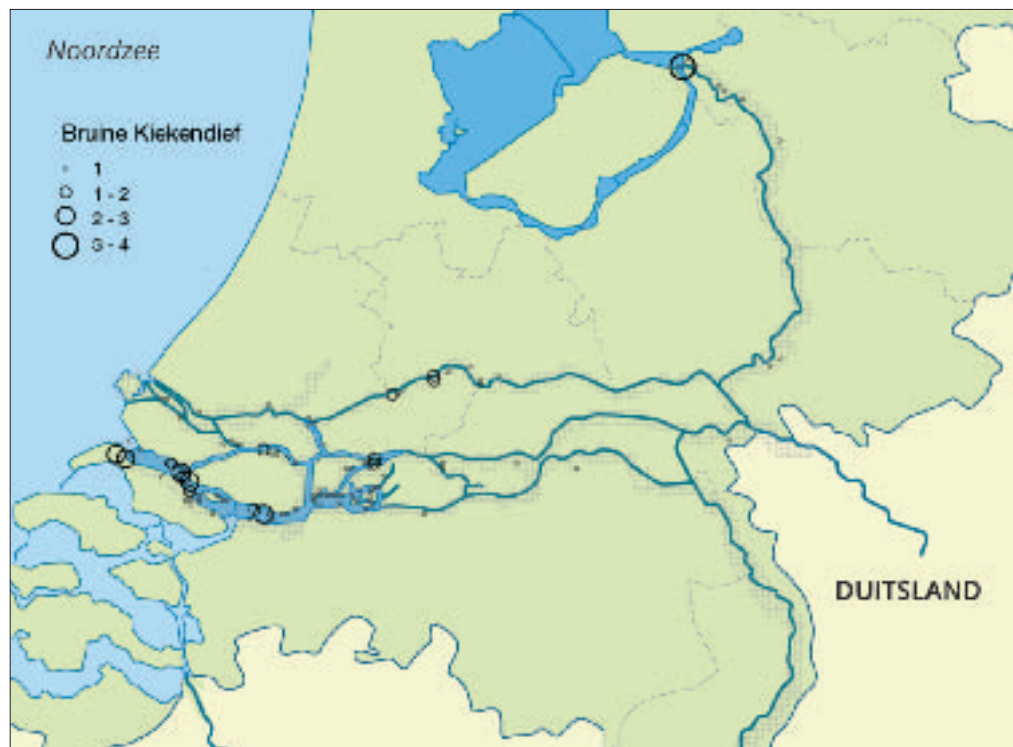 Noordzee
Bruine Kiekendief
1
1 - 2
2 - 3
3 - 4
DUITSLAND